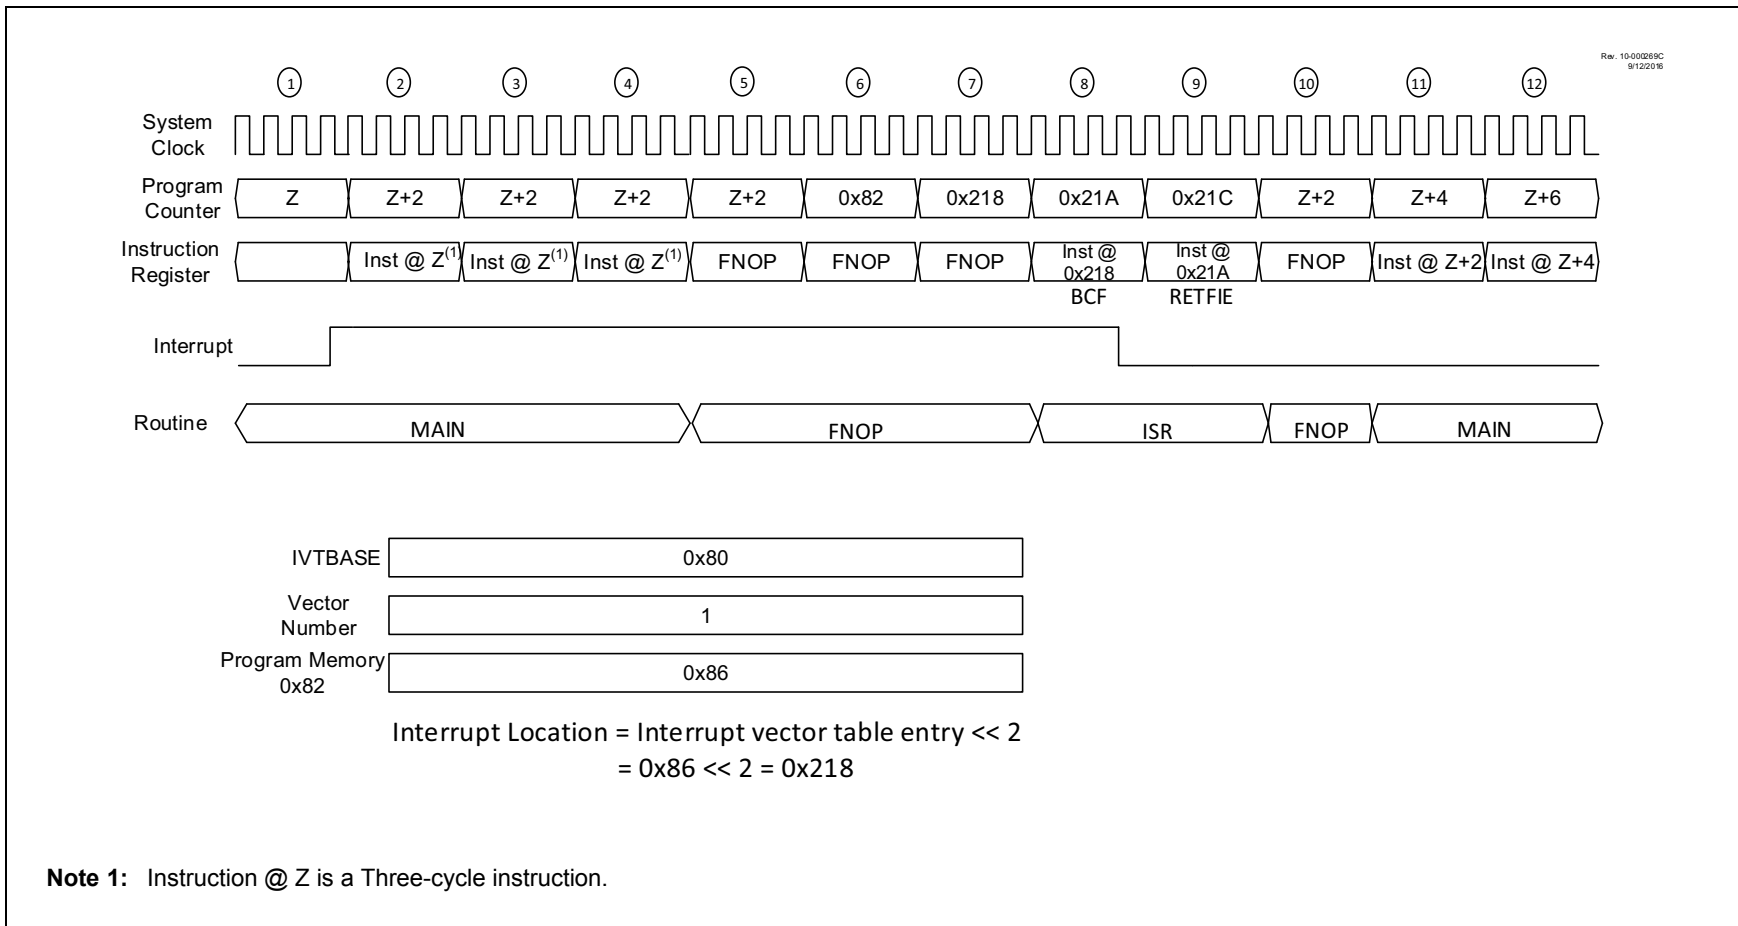 Rev. 10-000269C
9/12/2016
1 2 3 4 5 6 7 8 9 10 11 12
System
Clock
Program
Counter
Z Z+2 Z+2 Z+2 Z+2 0x82 0x218 0x21A 0x21C Z+2 Z+4 Z+6
Instruction
Register
Inst @ Z(1) Inst @ Z(1) Inst @ Z(1) FNOP FNOP FNOP Inst @ 0x218 Inst @ 0x21A FNOP Inst @ Z+2 Inst @ Z+4
BCF RETFIE
Interrupt
Routine MAIN FNOP ISR FNOP MAIN
IVTBASE 0x80
Vector
Number
1
Program Memory
0x82
0x86
Interrupt Location = Interrupt vector table entry << 2
= 0x86 << 2 = 0x218
Note 1: Instruction @ Z is a Three-cycle instruction.